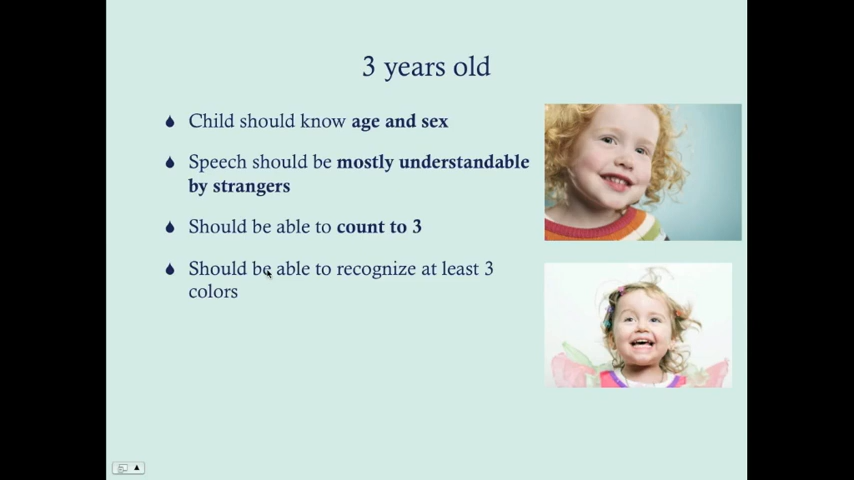 3 years old
Child should know age and sex
Speech should be mostly understandable
by strangers
Should be able to count to 3
Should be able to recognize at least 3
colors